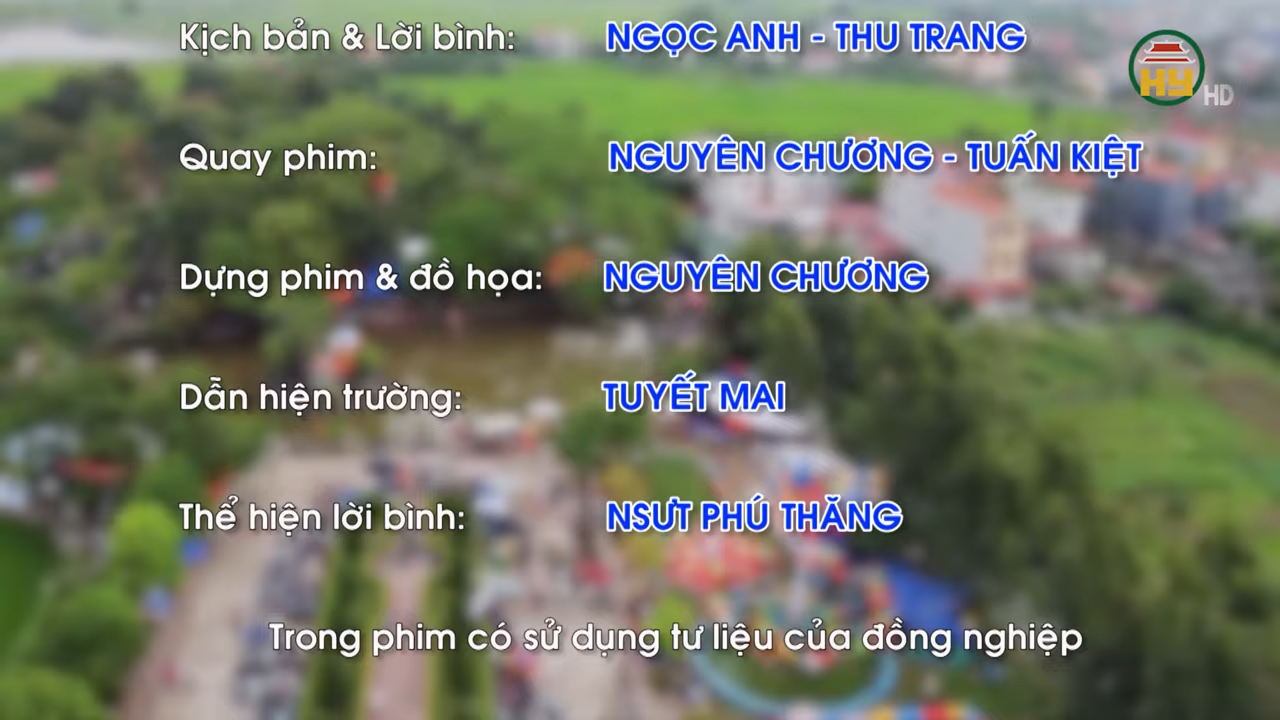 Kịch bản & Lời bình: NGỌC ANH - THU TRANG
HY HD
Quay phim: NGUYÊN CHƯƠNG - TUẤN KIỆT
Dựng phim & đồ họa: NGUYÊN CHƯƠNG
Dẫn hiện trường: TUYẾT MAI
Thể hiện lời bình: NSƯT PHÚ THĂNG
Trong phim có sử dụng tư liệu của đồng nghiệp